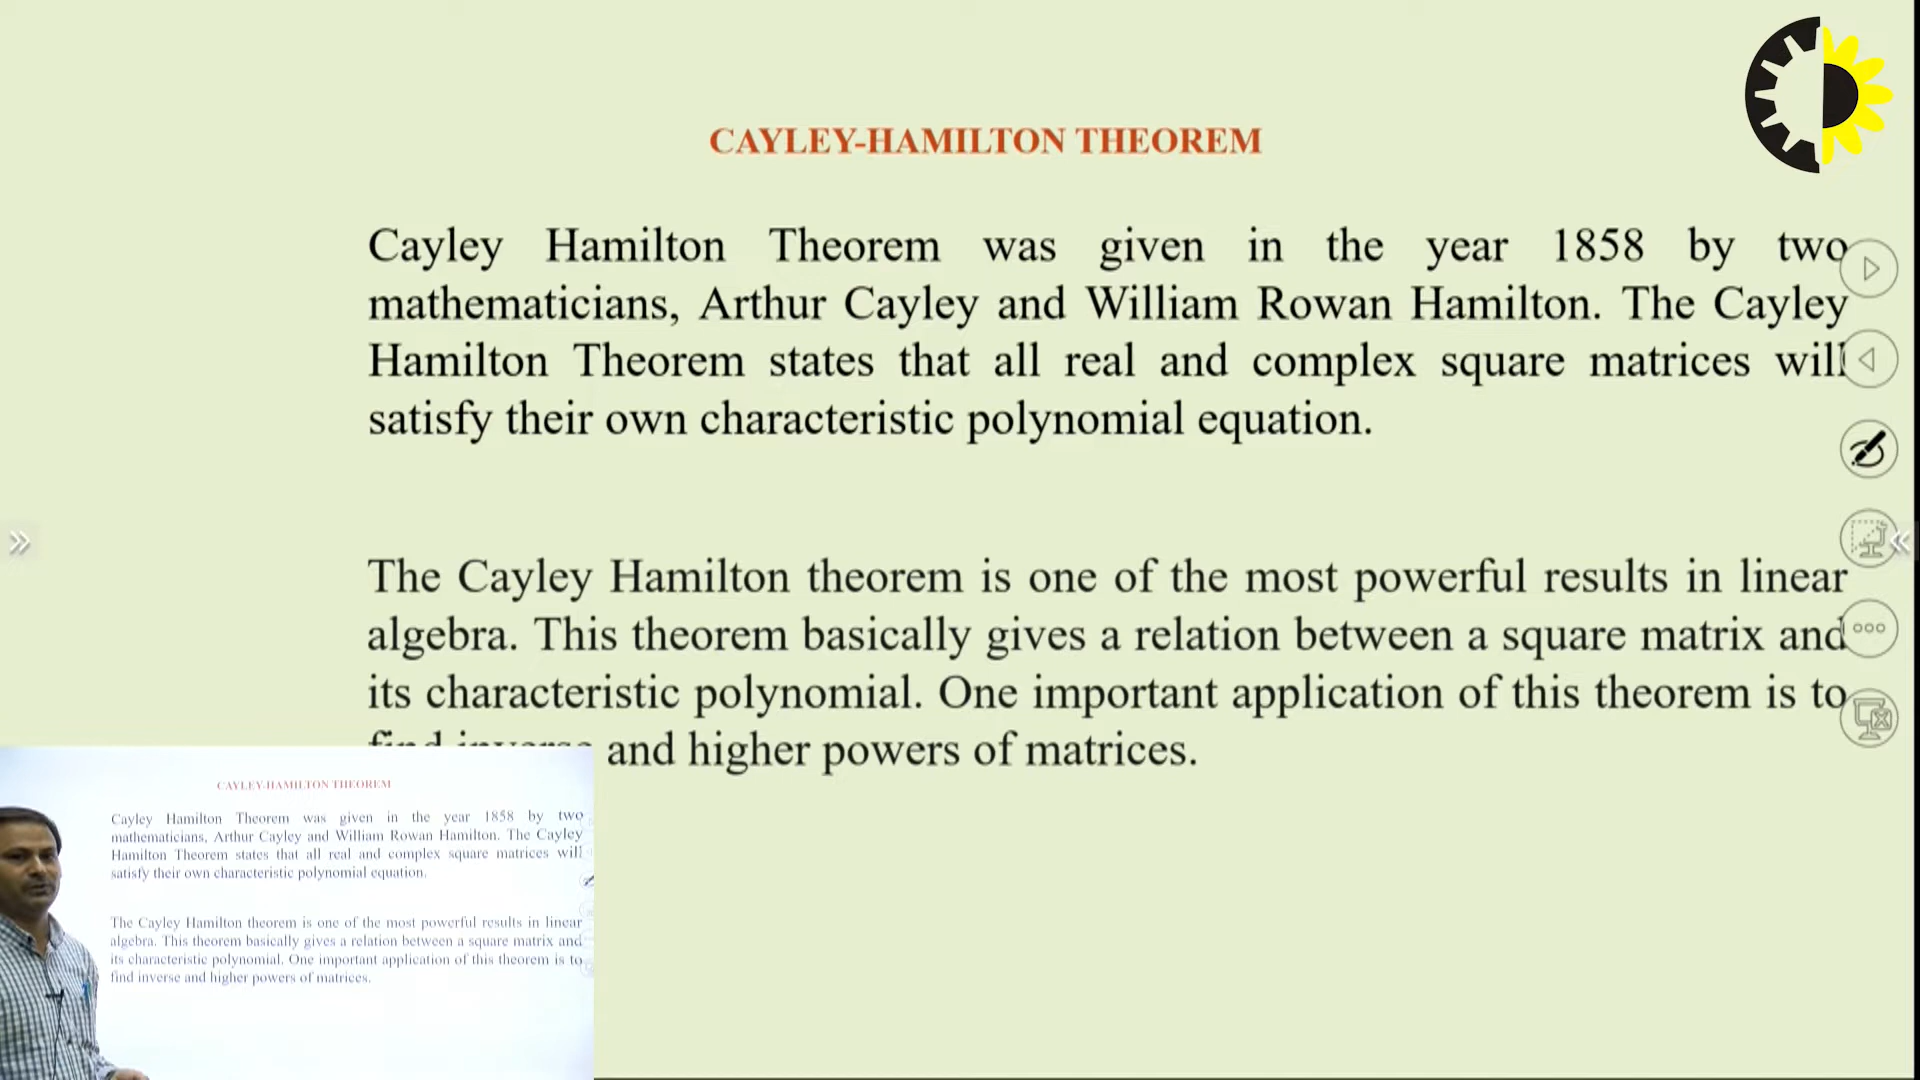 CAYLEY-HAMILTON THEOREM
Cayley Hamilton Theorem was given in the year 1858 by two
mathematicians, Arthur Cayley and William Rowan Hamilton. The Cayley
Hamilton Theorem states that all real and complex square matrices will
satisfy their own characteristic polynomial equation.
The Cayley Hamilton theorem is one of the most powerful results in linear
algebra. This theorem basically gives a relation between a square matrix and
its characteristic polynomial. One important application of this theorem is to
find inverse and higher powers of matrices.
CAYLEY-HAMILTON THEOREM
Cayley Hamilton Theorem was given in the year 1858 by two
mathematicians, Arthur Cayley and William Rowan Hamilton. The Cayley
Hamilton Theorem states that all real and complex square matrices will
satisfy their own characteristic polynomial equation.
The Cayley Hamilton theorem is one of the most powerful results in linear
algebra. This theorem basically gives a relation between a square matrix and
its characteristic polynomial. One important application of this theorem is to
find inverse and higher powers of matrices.